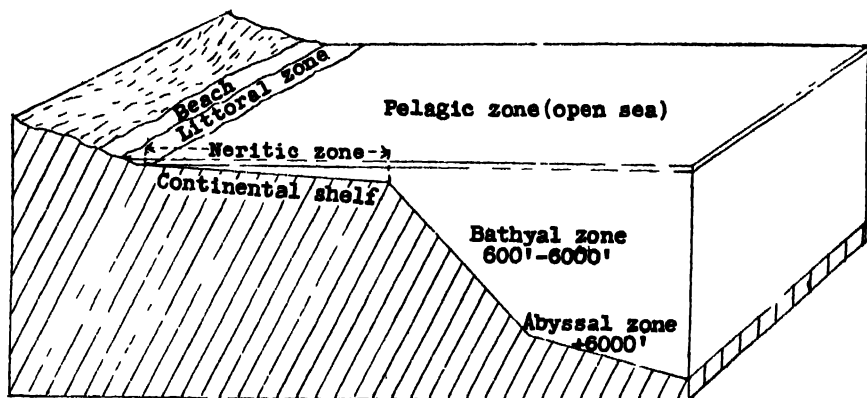 Beach
Littoral zone
Pelagic zone(open sea)
Neritic zone
Continental shelf
Bathyal zone
600'-6000'
Abyssal zone
+6000'